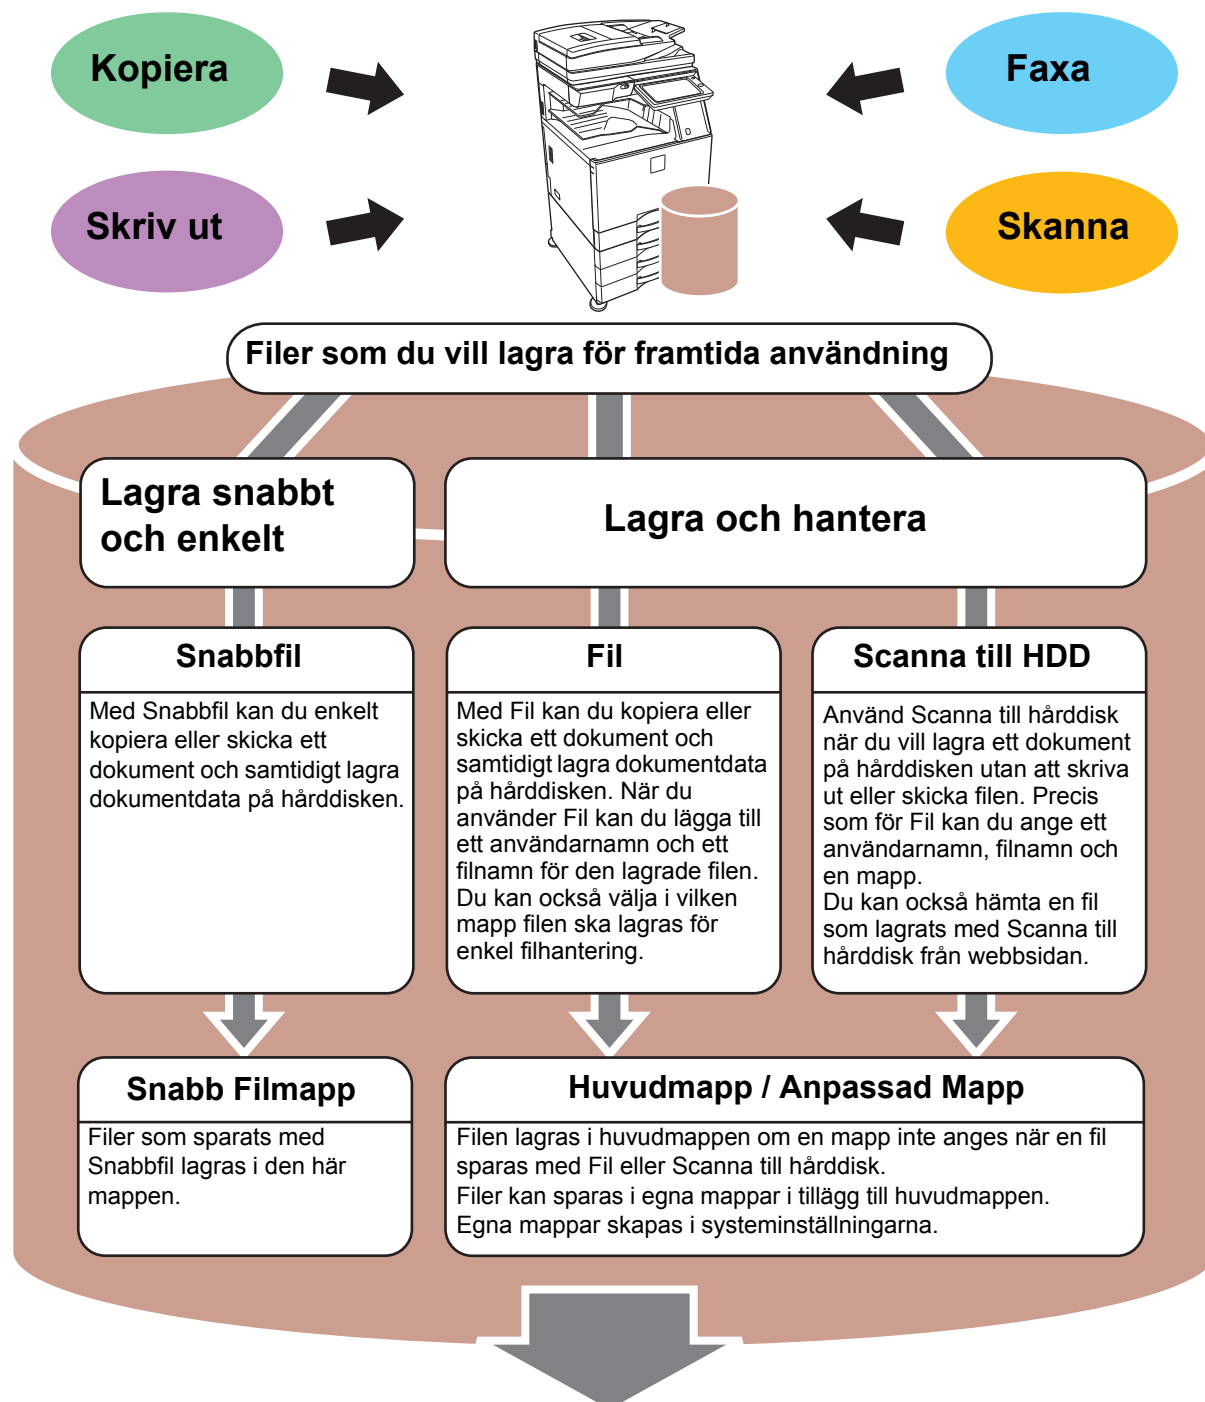 Kopiera
Faxa
Skriv ut
Skanna
Filer som du vill lagra för framtida användning
Lagra snabbt
och enkelt
Lagra och hantera
Snabbfil
Med Snabbfil kan du enkelt
kopiera eller skicka ett
dokument och samtidigt lagra
dokumentdata på hårddisken.
Fil
Med Fil kan du kopiera eller
skicka ett dokument och
samtidigt lagra dokumentdata
på hårddisken. När du
använder Fil kan du lägga till
ett användarnamn och ett
filnamn för den lagrade filen.
Du kan också välja i vilken
mapp filen ska lagras för
enkel filhantering.
Scanna till HDD
Använd Scanna till hårddisk
när du vill lagra ett dokument
på hårddisken utan att skriva
ut eller skicka filen. Precis
som för Fil kan du ange ett
användarnamn, filnamn och
en mapp.
Du kan också hämta en fil
som lagrats med Scanna till
hårddisk från webbsidan.
Snabb Filmapp
Filer som sparats med
Snabbfil lagras i den här
mappen.
Huvudmapp / Anpassad Mapp
Filen lagras i huvudmappen om en mapp inte anges när en fil
sparas med Fil eller Scanna till hårddisk.
Filer kan sparas i egna mappar i tillägg till huvudmappen.
Egna mappar skapas i systeminställningarna.